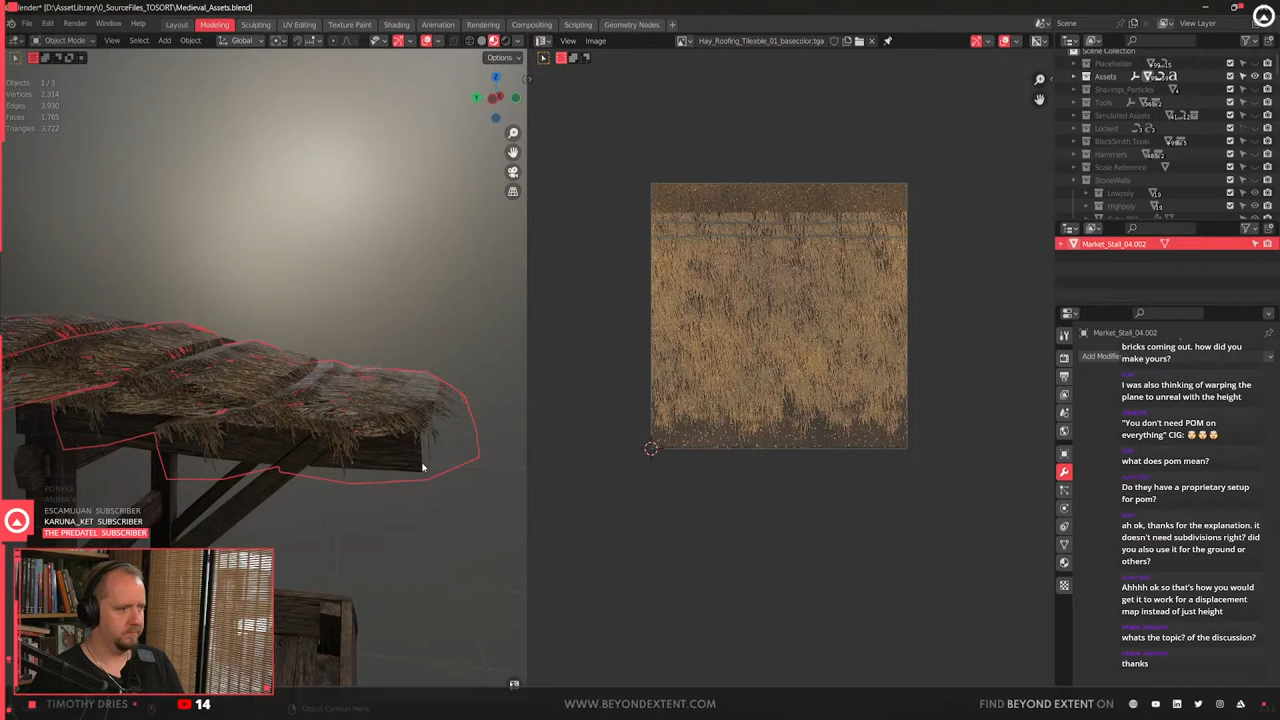 Blender* [D:\AssetLibrary\0_SourceFiles_TOSORT\Medieval_Assets.blend]
File Edit Render Window Help Layout Modeling Sculpting UV Editing Texture Paint Shading Animation Rendering Compositing Scripting Geometry Nodes + Scene View Layer
Object Mode View Select Add Object Global View Image Hay_Roofing_Tileable_01_basecolor.tga
Options
Objects 1 / 3
Vertices 2,314
Edges 3,930
Faces 1,765
Triangles 3,722
Z
Y
X
Scene Collection
Placeholder
Assets
Shavings_Particles
Tools
Simulated Assets
Locked
BlackSmith Tools
Hammers
Scale Reference
StoneWalls
Lowpoly
Highpoly
Market_Stall_04.002
Market_Stall_04.002
Add Modifier
bricks coming out. how did you
make yours?
I was also thinking of warping the
plane to unreal with the height
"You don't need POM on
everything" CIG:
what does pom mean?
Do they have a proprietary setup
for pom?
ah ok, thanks for the explanation. it
doesn't need subdivisions right? did
you also use it for the ground or
others?
Ahhhh ok so that's how you would
get it to work for a displacement
map instead of just height
whats the topic? of the discussion?
thanks
ESCAMIJUAN SUBSCRIBER
KARUNA_KET SUBSCRIBER
THE PREDATEL SUBSCRIBER
Object Context Menu
TIMOTHY DRIES
14
WWW.BEYONDEXTENT.COM
FIND BEYOND EXTENT ON